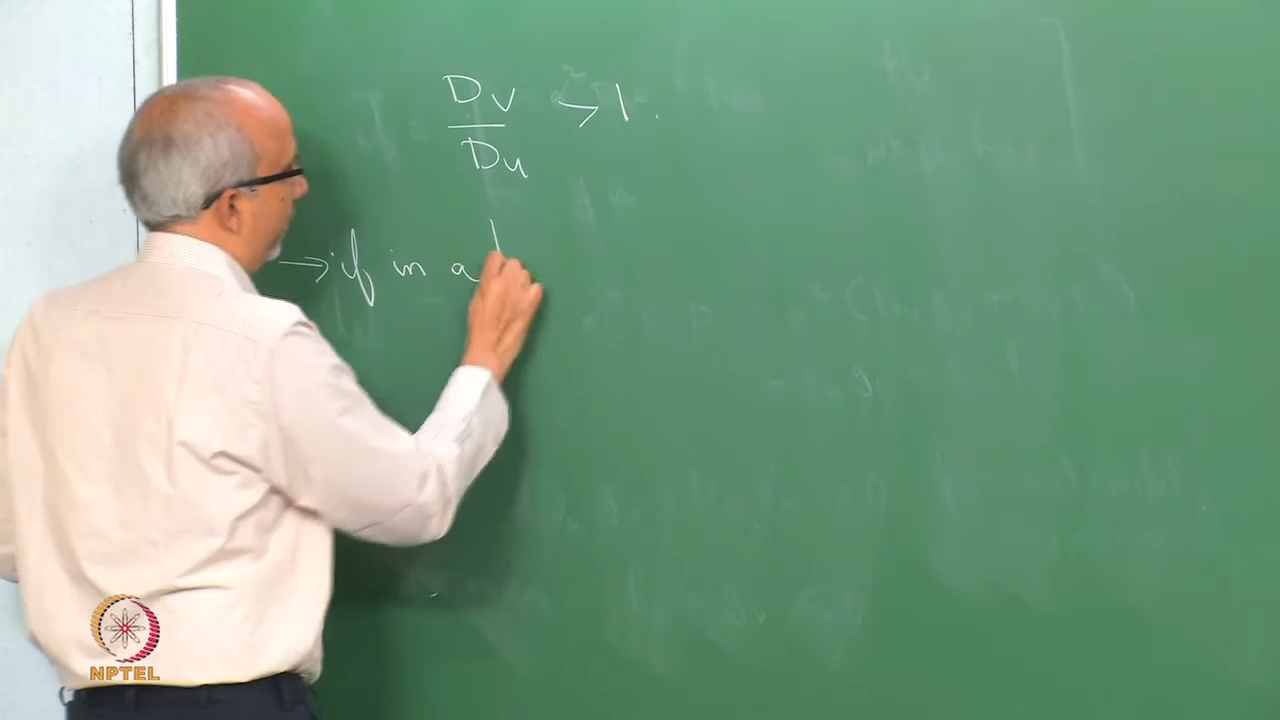 Dv/Du → 1.
→ if in a
NPTEL